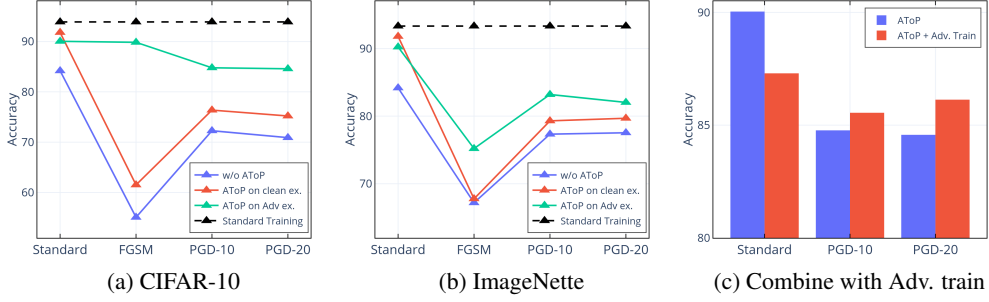 Accuracy
90
80
70
60
Standard
FGSM
PGD-10
PGD-20
w/o AToP
AToP on clean ex.
AToP on Adv ex.
Standard Training
(a) CIFAR-10
Accuracy
90
80
70
Standard
FGSM
PGD-10
PGD-20
w/o AToP
AToP on clean ex.
AToP on Adv ex.
Standard Training
(b) ImageNette
Accuracy
90
85
80
Standard
PGD-10
PGD-20
AToP
AToP + Adv. Train
(c) Combine with Adv. train